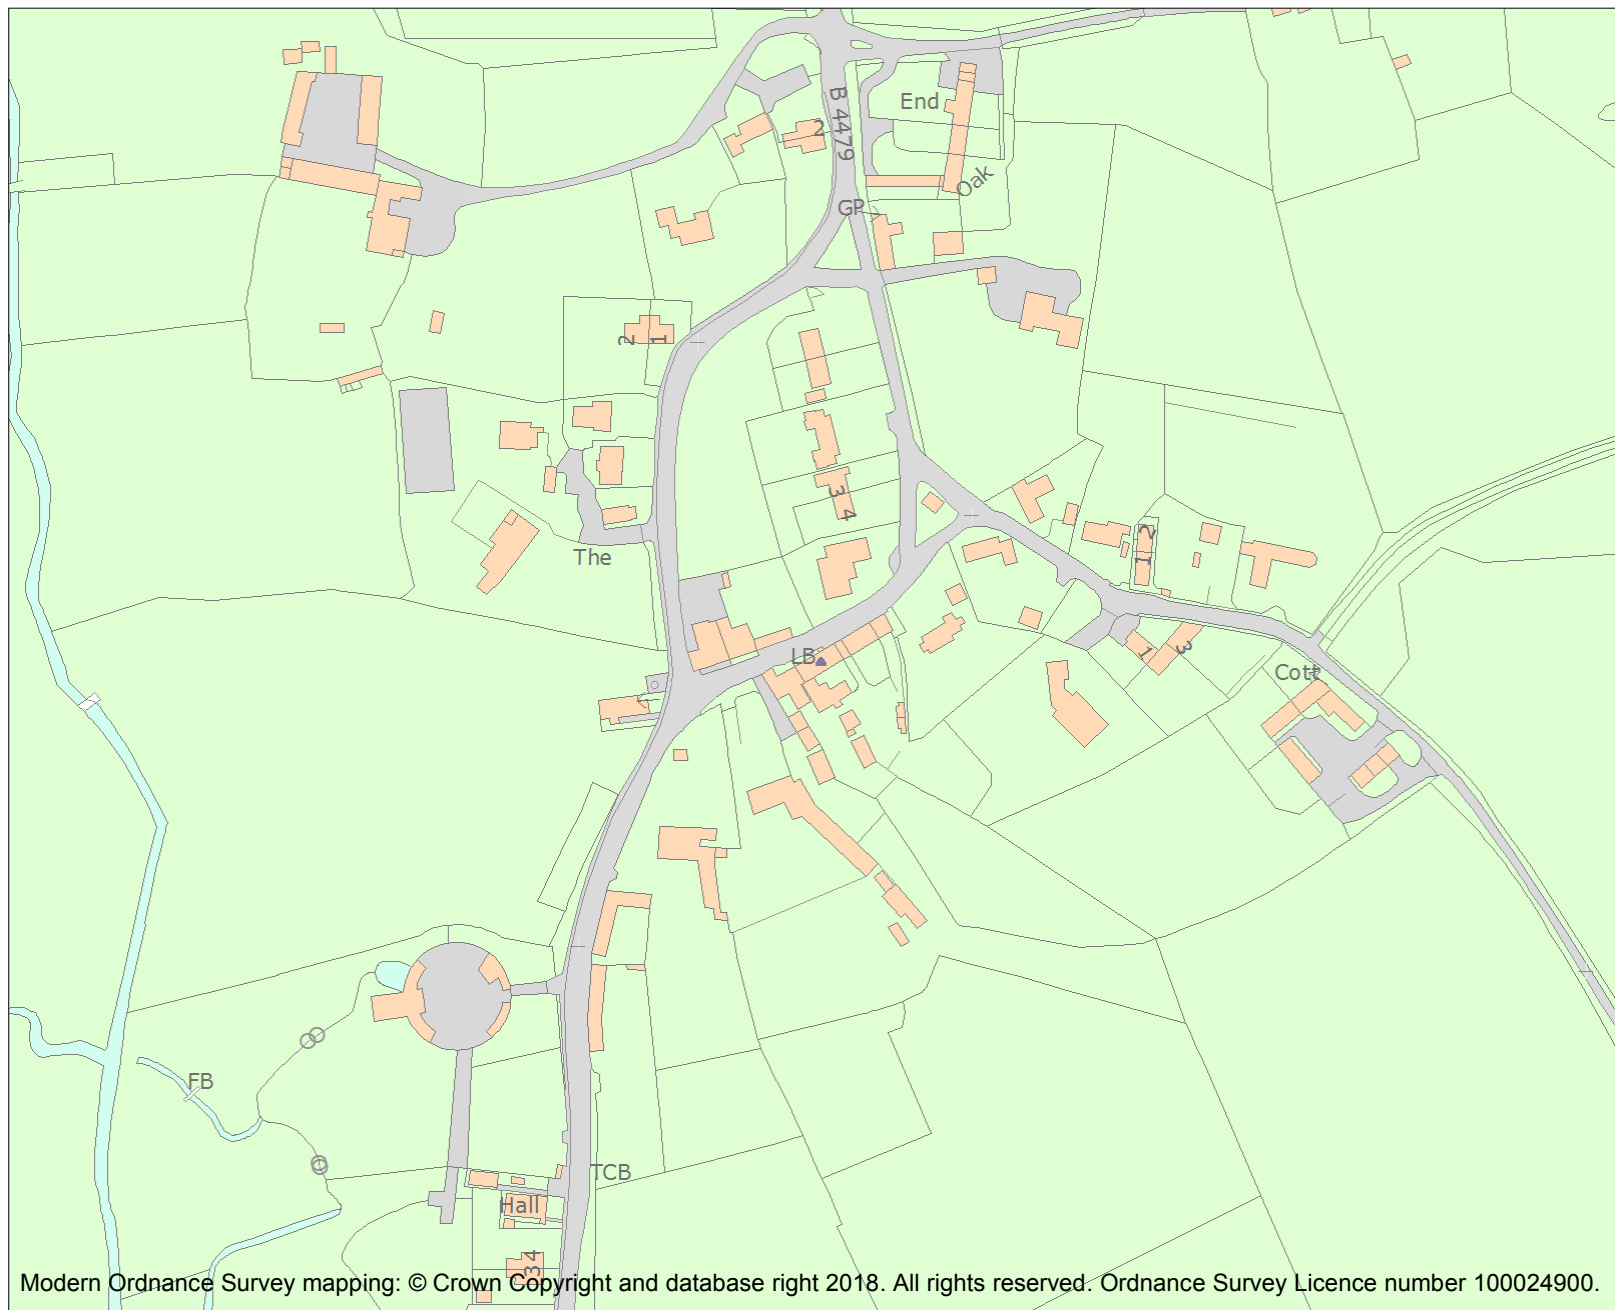 End
B 4479
2
Oak
GP
2
1
3
4
2
1
The
LB
1
3
Cott
FB
TCB
Hall
34
Modern Ordnance Survey mapping: © Crown Copyright and database right 2018. All rights reserved. Ordnance Survey Licence number 100024900.